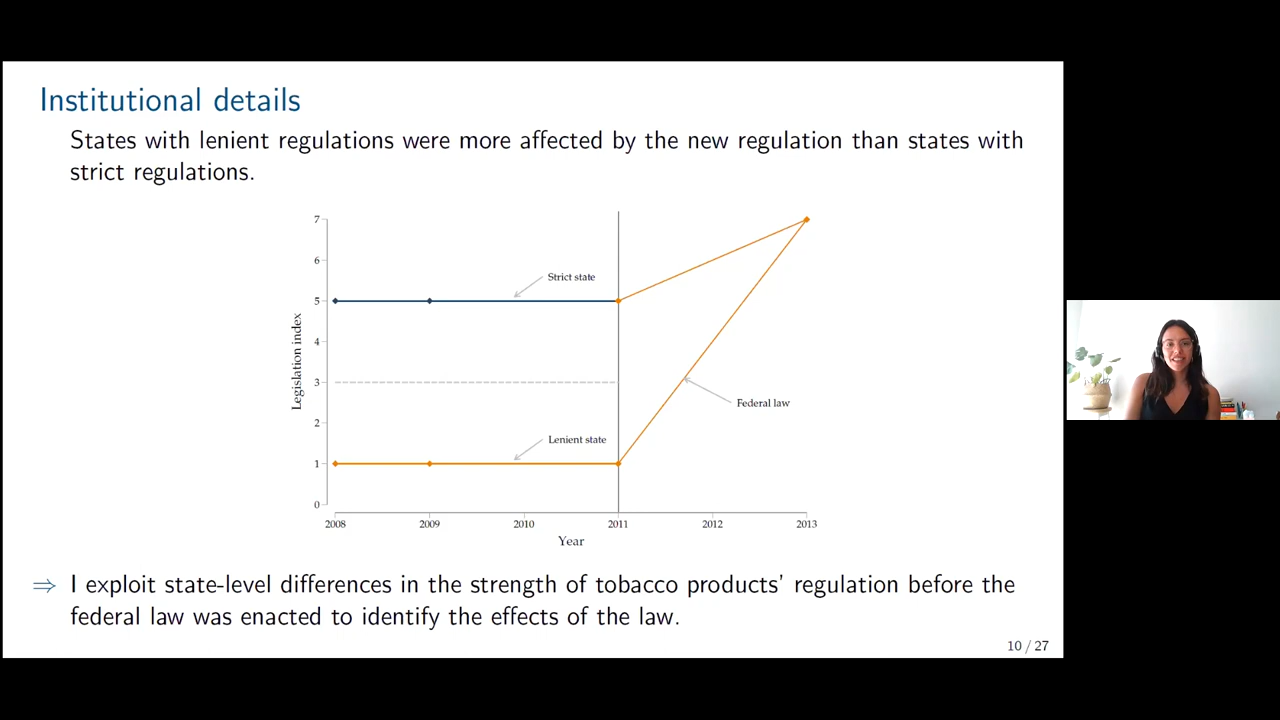 Institutional details
States with lenient regulations were more affected by the new regulation than states with
strict regulations.
7
6
5
4
3
2
1
0
Legislation index
Strict state
Federal law
Lenient state
2008 2009 2010 2011 2012 2013
Year
⇒ I exploit state-level differences in the strength of tobacco products' regulation before the
federal law was enacted to identify the effects of the law.
10 / 27